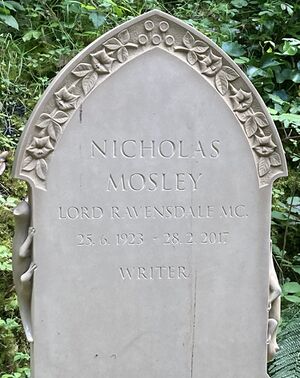 NICHOLAS
MOSLEY
LORD RAVENSDALE MC.
25. 6. 1923 - 28. 2. 2017
WRITER